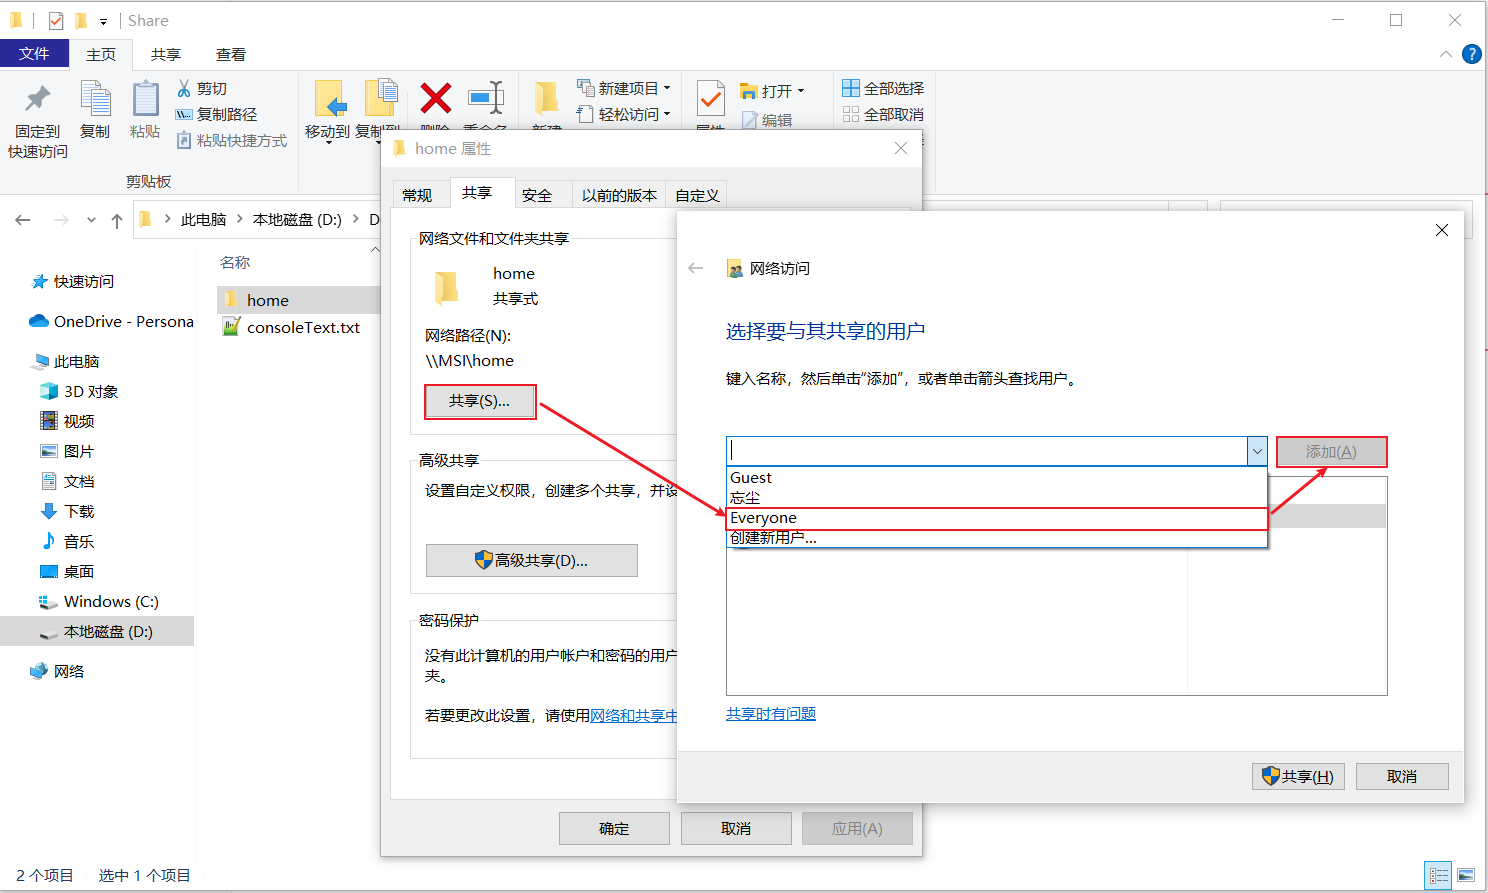 Share
文件
主页
共享
查看
固定到
快速访问
复制
粘贴
剪切
复制路径
粘贴快捷方式
剪贴板
移动到
复制到
删除
重命名
新建
新建项目
轻松访问
属性
打开
编辑
全部选择
全部取消
此电脑
本地磁盘 (D:)
D
名称
home
consoleText.txt
快速访问
OneDrive - Persona
此电脑
3D 对象
视频
图片
文档
下载
音乐
桌面
Windows (C:)
本地磁盘 (D:)
网络
2 个项目
选中 1 个项目
home 属性
常规
共享
安全
以前的版本
自定义
网络文件和文件夹共享
home
共享式
网络路径(N):
\\MSI\home
共享(S)...
高级共享
设置自定义权限，创建多个共享，并设
高级共享(D)...
密码保护
没有此计算机的用户帐户和密码的用户
夹。
若要更改此设置，请使用网络和共享中
确定
取消
应用(A)
网络访问
选择要与其共享的用户
键入名称，然后单击“添加”，或者单击箭头查找用户。
添加(A)
Guest
忘尘
Everyone
创建新用户...
共享时有问题
共享(H)
取消